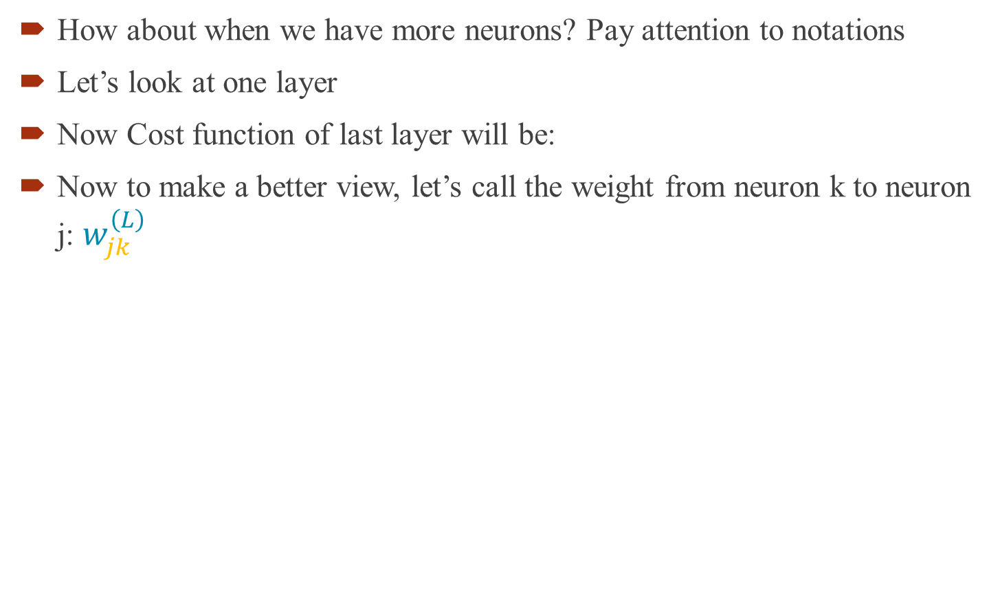 How about when we have more neurons? Pay attention to notations
Let’s look at one layer
Now Cost function of last layer will be:
Now to make a better view, let’s call the weight from neuron k to neuron
j: $w_{jk}^{(L)}$